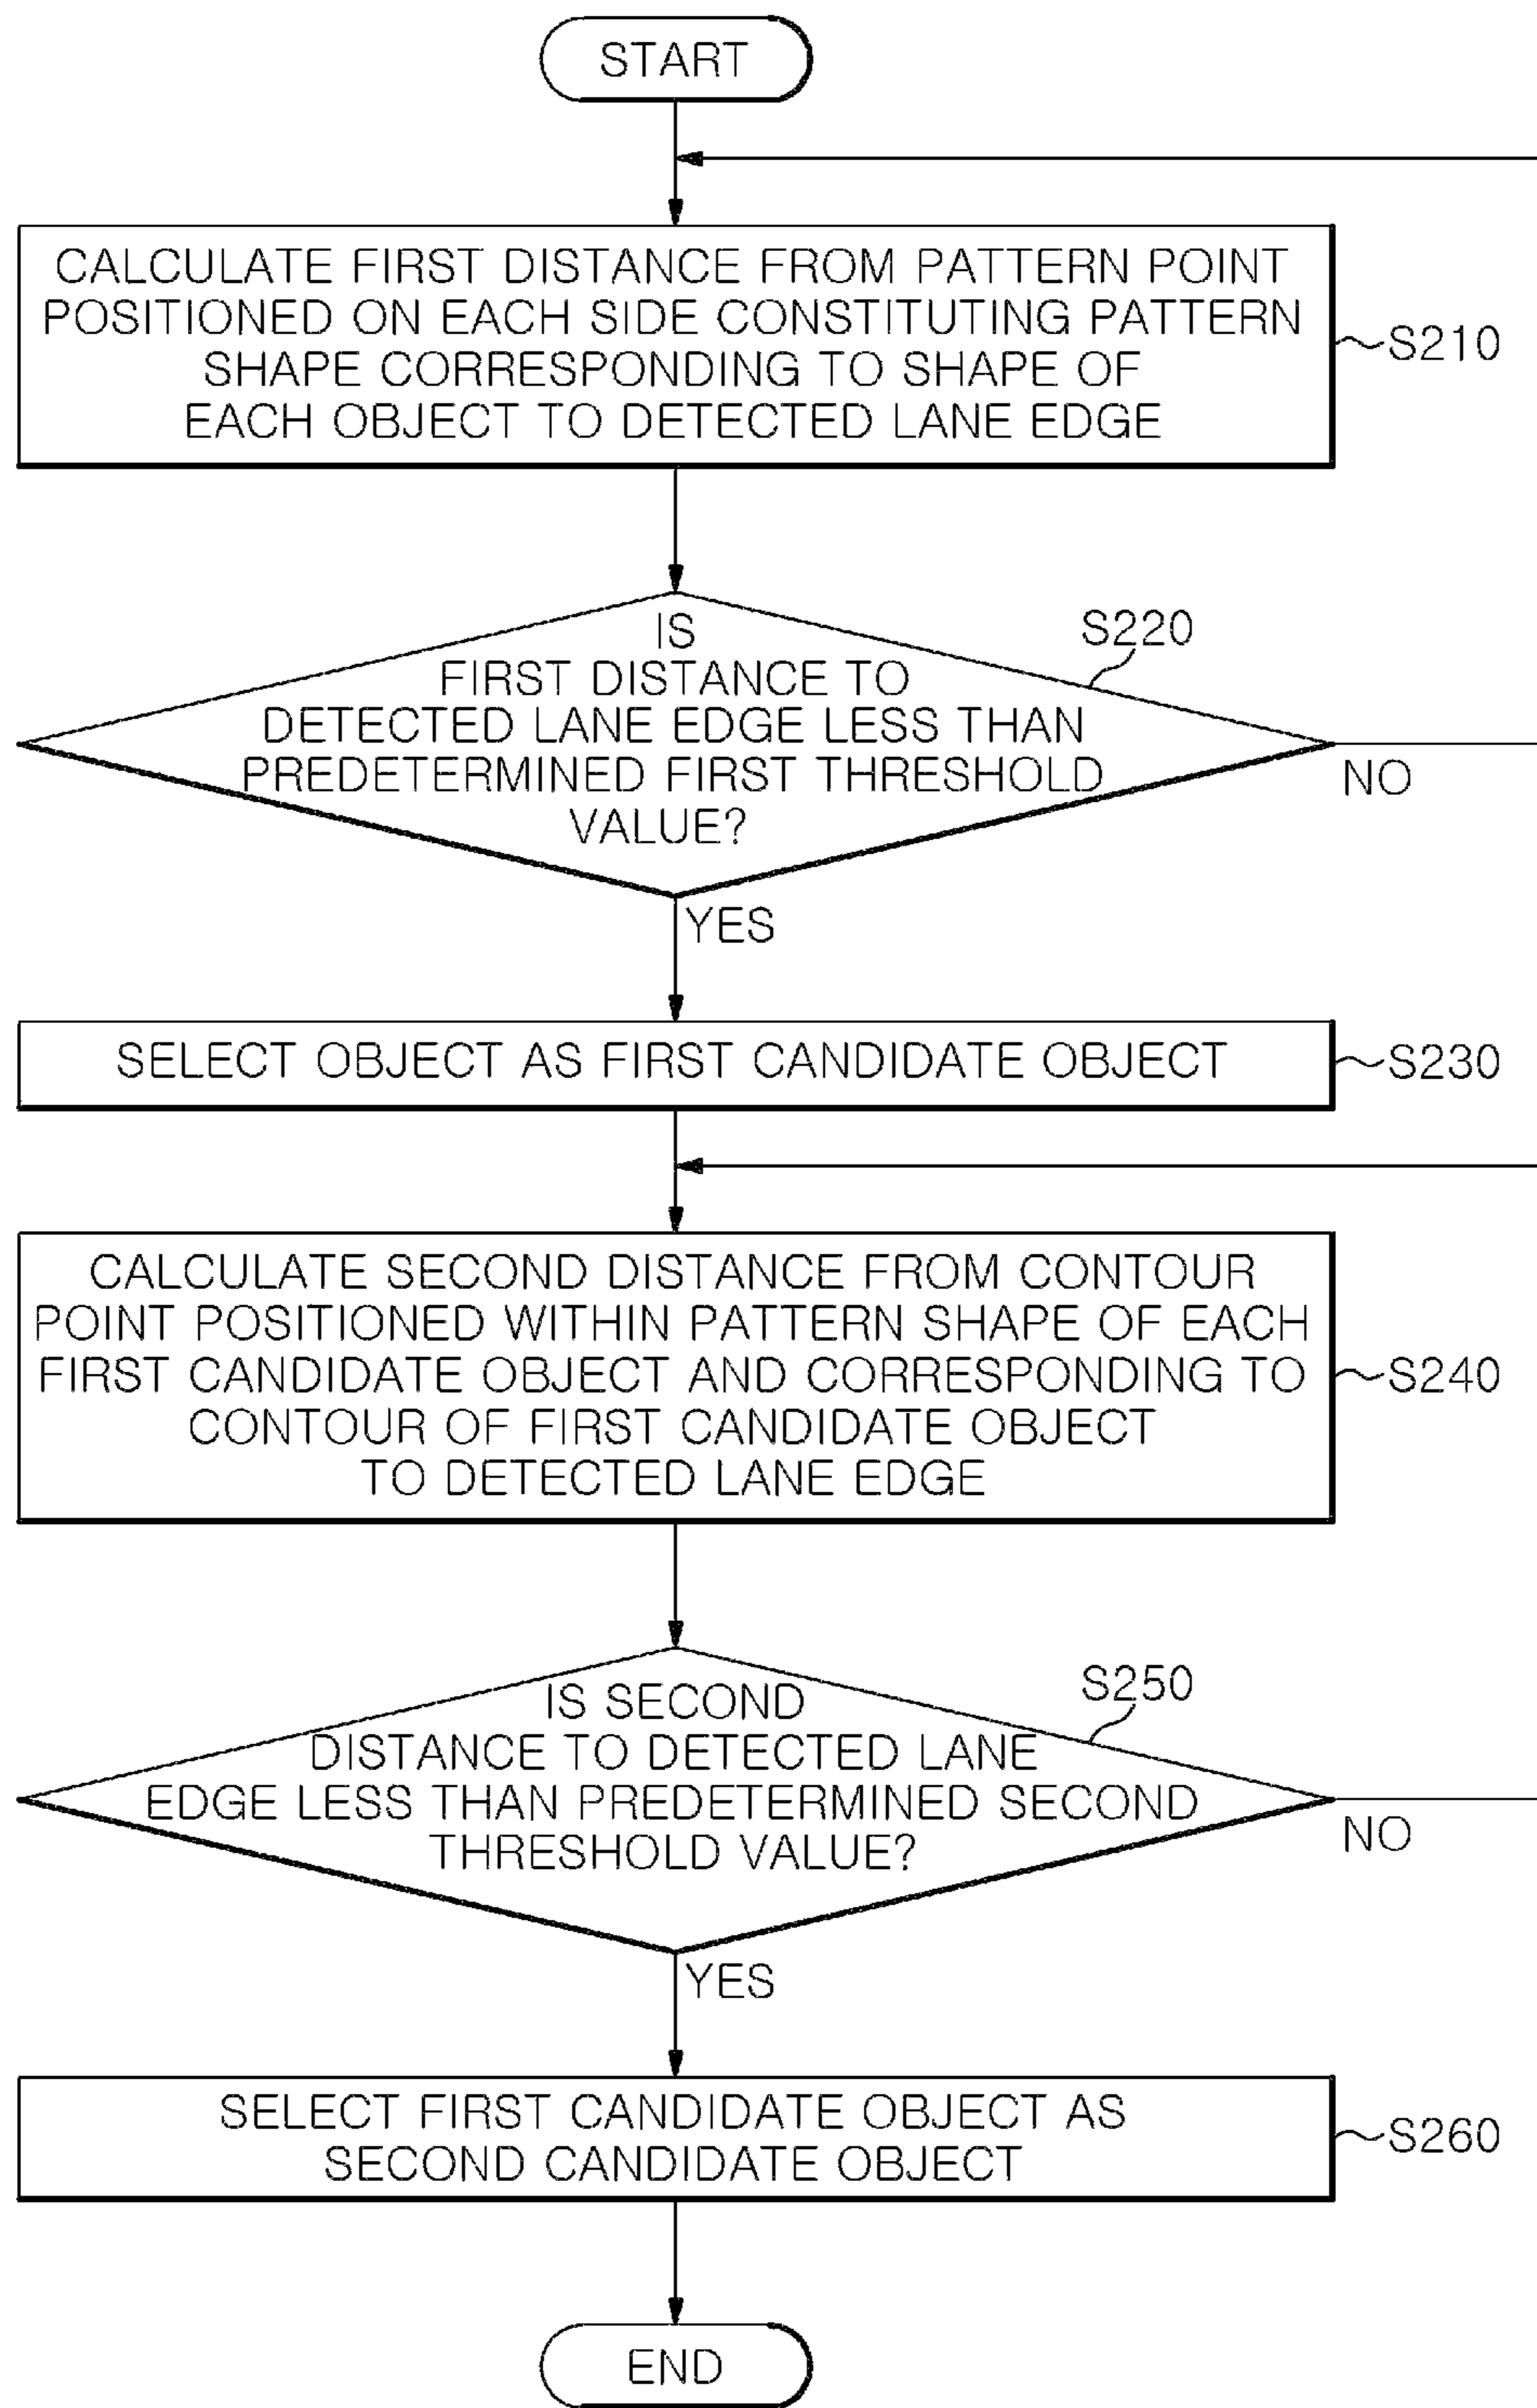 START
CALCULATE FIRST DISTANCE FROM PATTERN POINT
POSITIONED ON EACH SIDE CONSTITUTING PATTERN
SHAPE CORRESPONDING TO SHAPE OF
EACH OBJECT TO DETECTED LANE EDGE
S210
S220
IS
FIRST DISTANCE TO
DETECTED LANE EDGE LESS THAN
PREDETERMINED FIRST THRESHOLD
VALUE?
NO
YES
SELECT OBJECT AS FIRST CANDIDATE OBJECT
S230
CALCULATE SECOND DISTANCE FROM CONTOUR
POINT POSITIONED WITHIN PATTERN SHAPE OF EACH
FIRST CANDIDATE OBJECT AND CORRESPONDING TO
CONTOUR OF FIRST CANDIDATE OBJECT
TO DETECTED LANE EDGE
S240
S250
IS SECOND
DISTANCE TO DETECTED LANE
EDGE LESS THAN PREDETERMINED SECOND
THRESHOLD VALUE?
NO
YES
SELECT FIRST CANDIDATE OBJECT AS
SECOND CANDIDATE OBJECT
S260
END